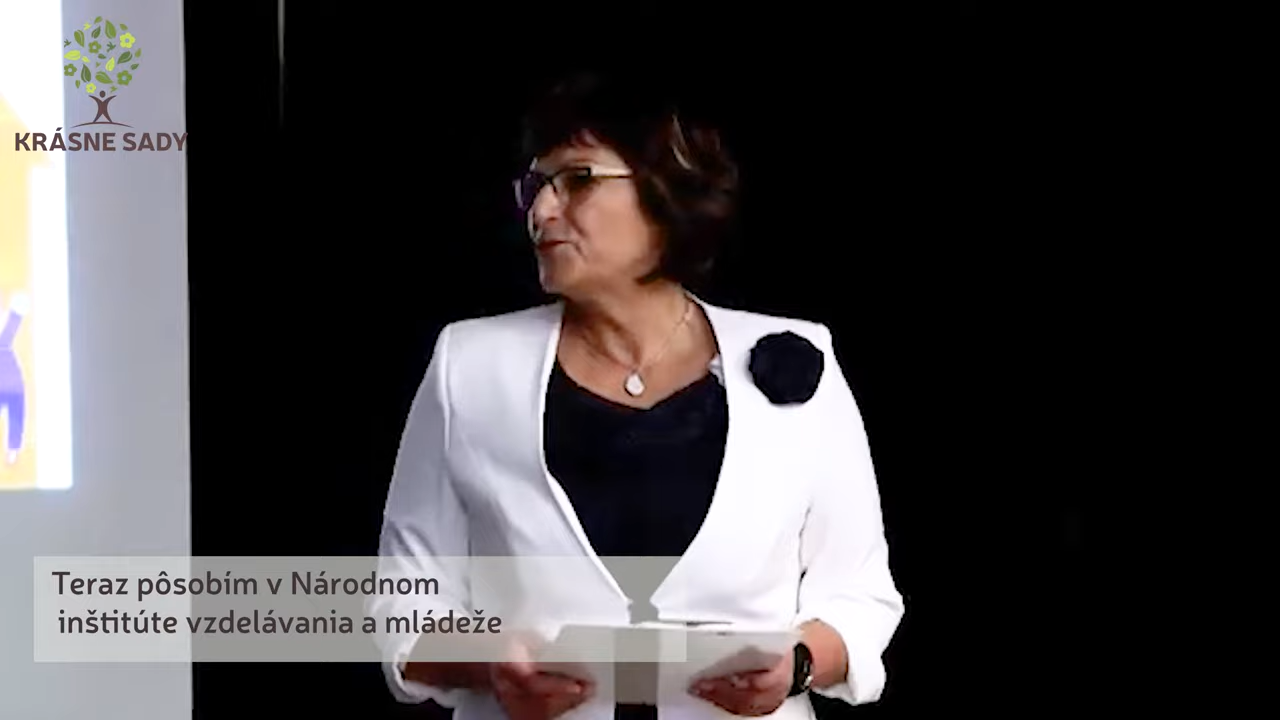 KRÁSNE SADY
Teraz pôsobím v Národnom
inštitúte vzdelávania a mládeže